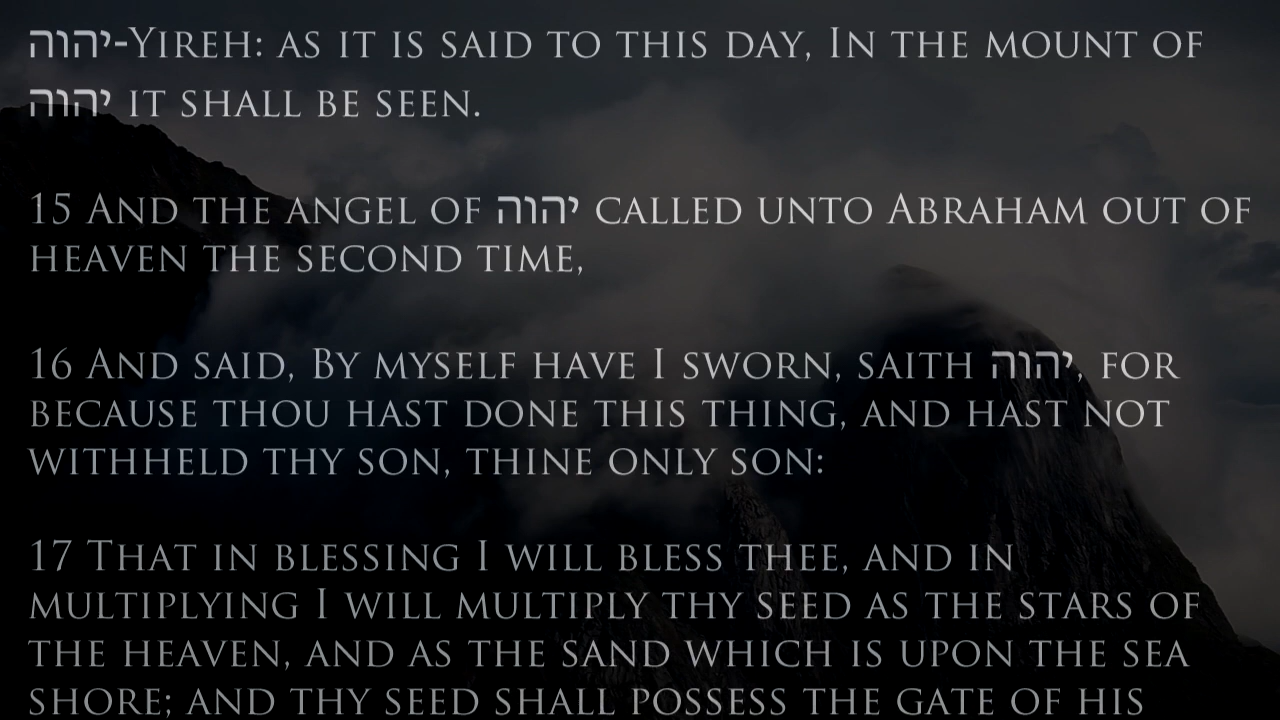 יהוה-Yireh: as it is said to this day, In the mount of
יהוה it shall be seen.
15 And the angel of יהוה called unto Abraham out of
heaven the second time,
16 And said, By myself have I sworn, saith יהוה, for
because thou hast done this thing, and hast not
withheld thy son, thine only son:
17 That in blessing I will bless thee, and in
multiplying I will multiply thy seed as the stars of
the heaven, and as the sand which is upon the sea
shore; and thy seed shall possess the gate of his